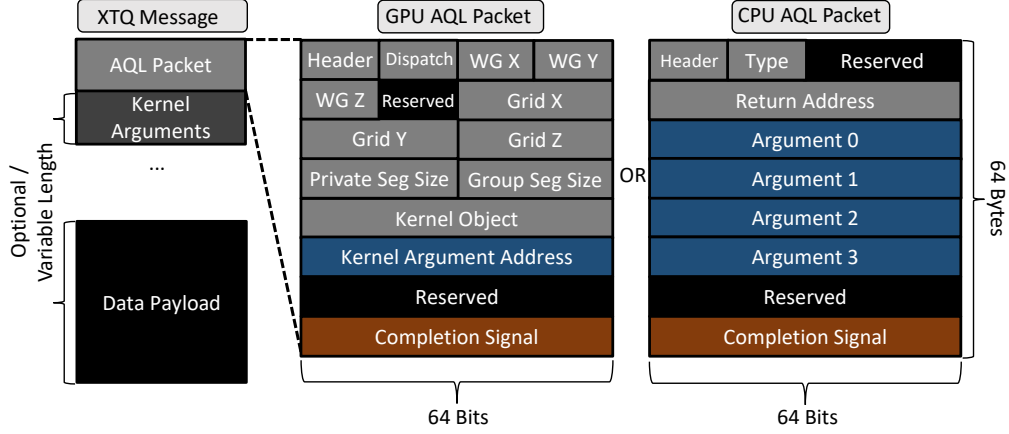 XTQ Message
AQL Packet
Kernel
Arguments
...
Data Payload
Optional /
Variable Length
GPU AQL Packet
Header Dispatch WG X WG Y
WG Z Reserved Grid X
Grid Y Grid Z
Private Seg Size Group Seg Size
Kernel Object
Kernel Argument Address
Reserved
Completion Signal
64 Bits
OR
CPU AQL Packet
Header Type Reserved
Return Address
Argument 0
Argument 1
Argument 2
Argument 3
Reserved
Completion Signal
64 Bits
64 Bytes